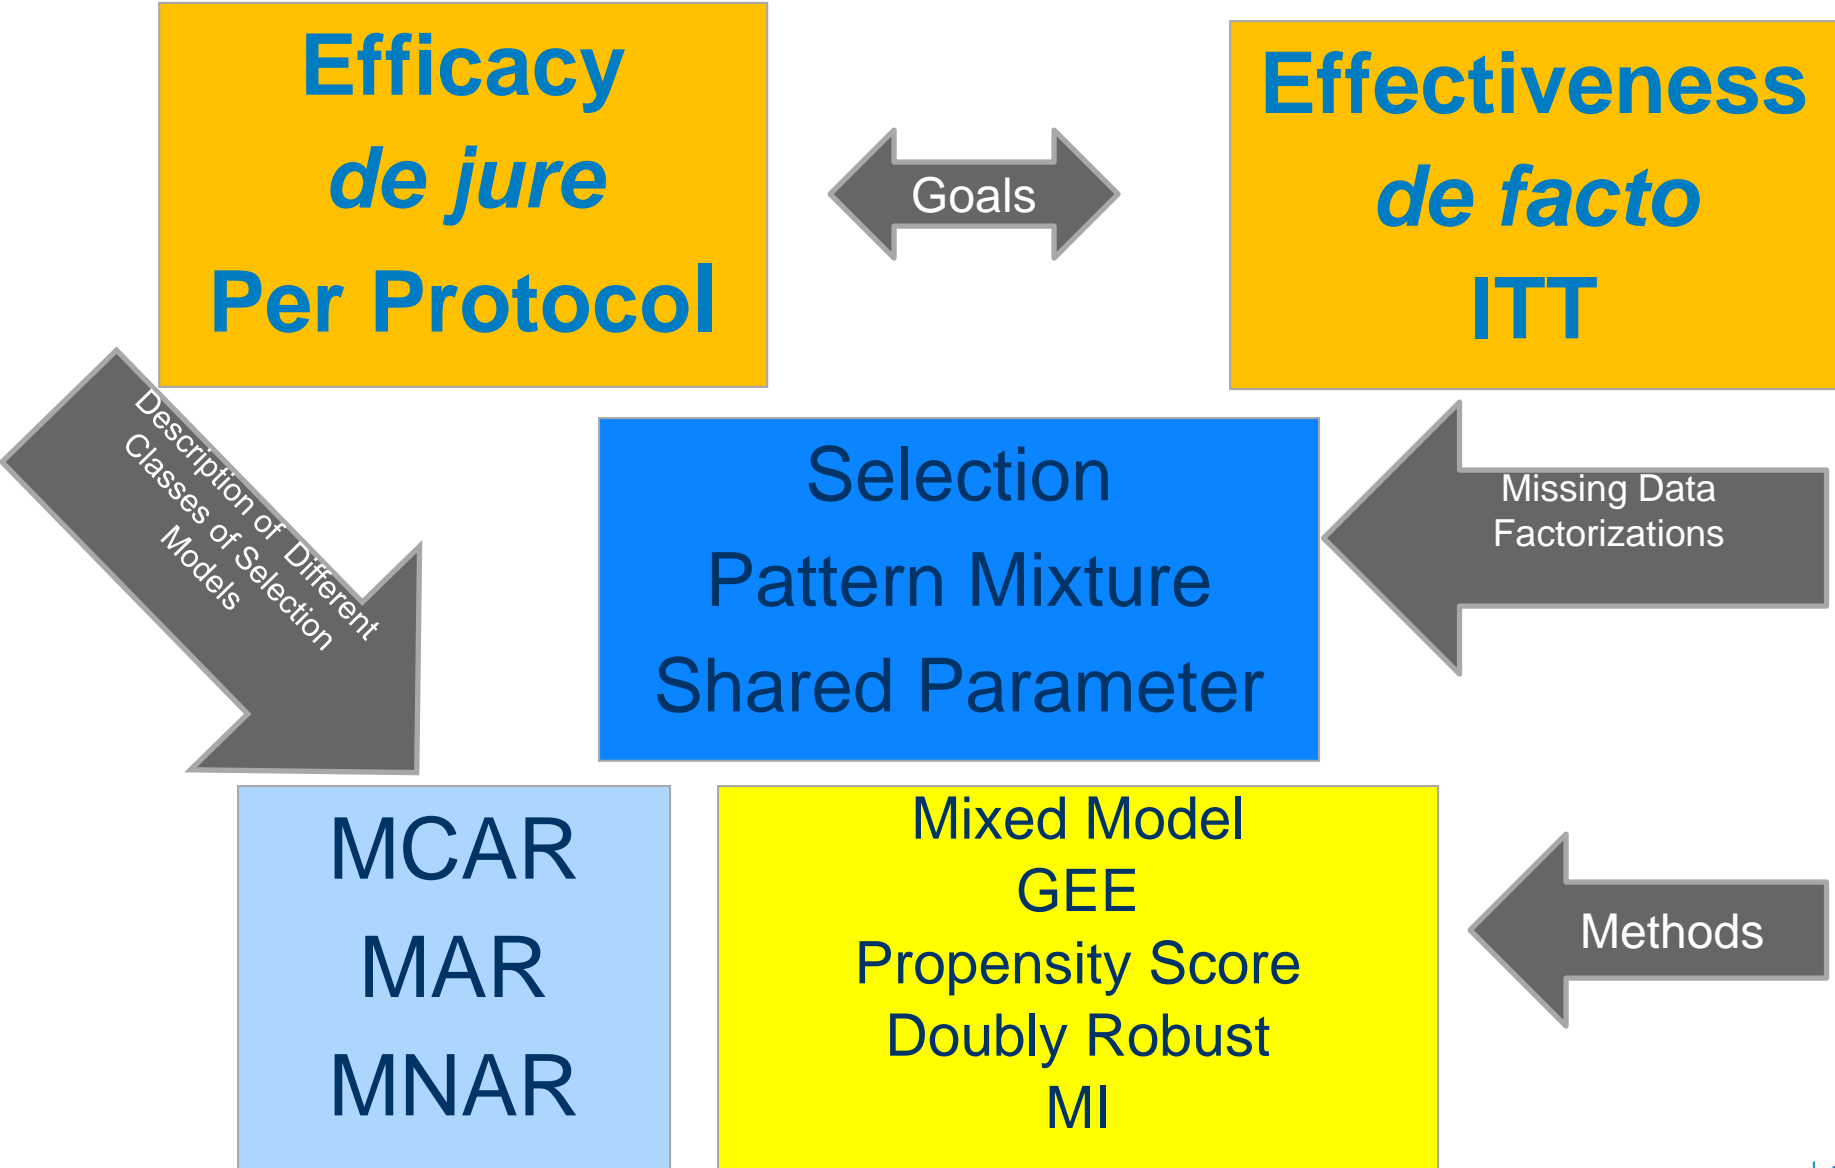 Efficacy
de jure
Per Protocol
Goals
Effectiveness
de facto
ITT
Description of Different
Classes of Selection
Models
Selection
Pattern Mixture
Shared Parameter
Missing Data
Factorizations
MCAR
MAR
MNAR
Mixed Model
GEE
Propensity Score
Doubly Robust
MI
Methods